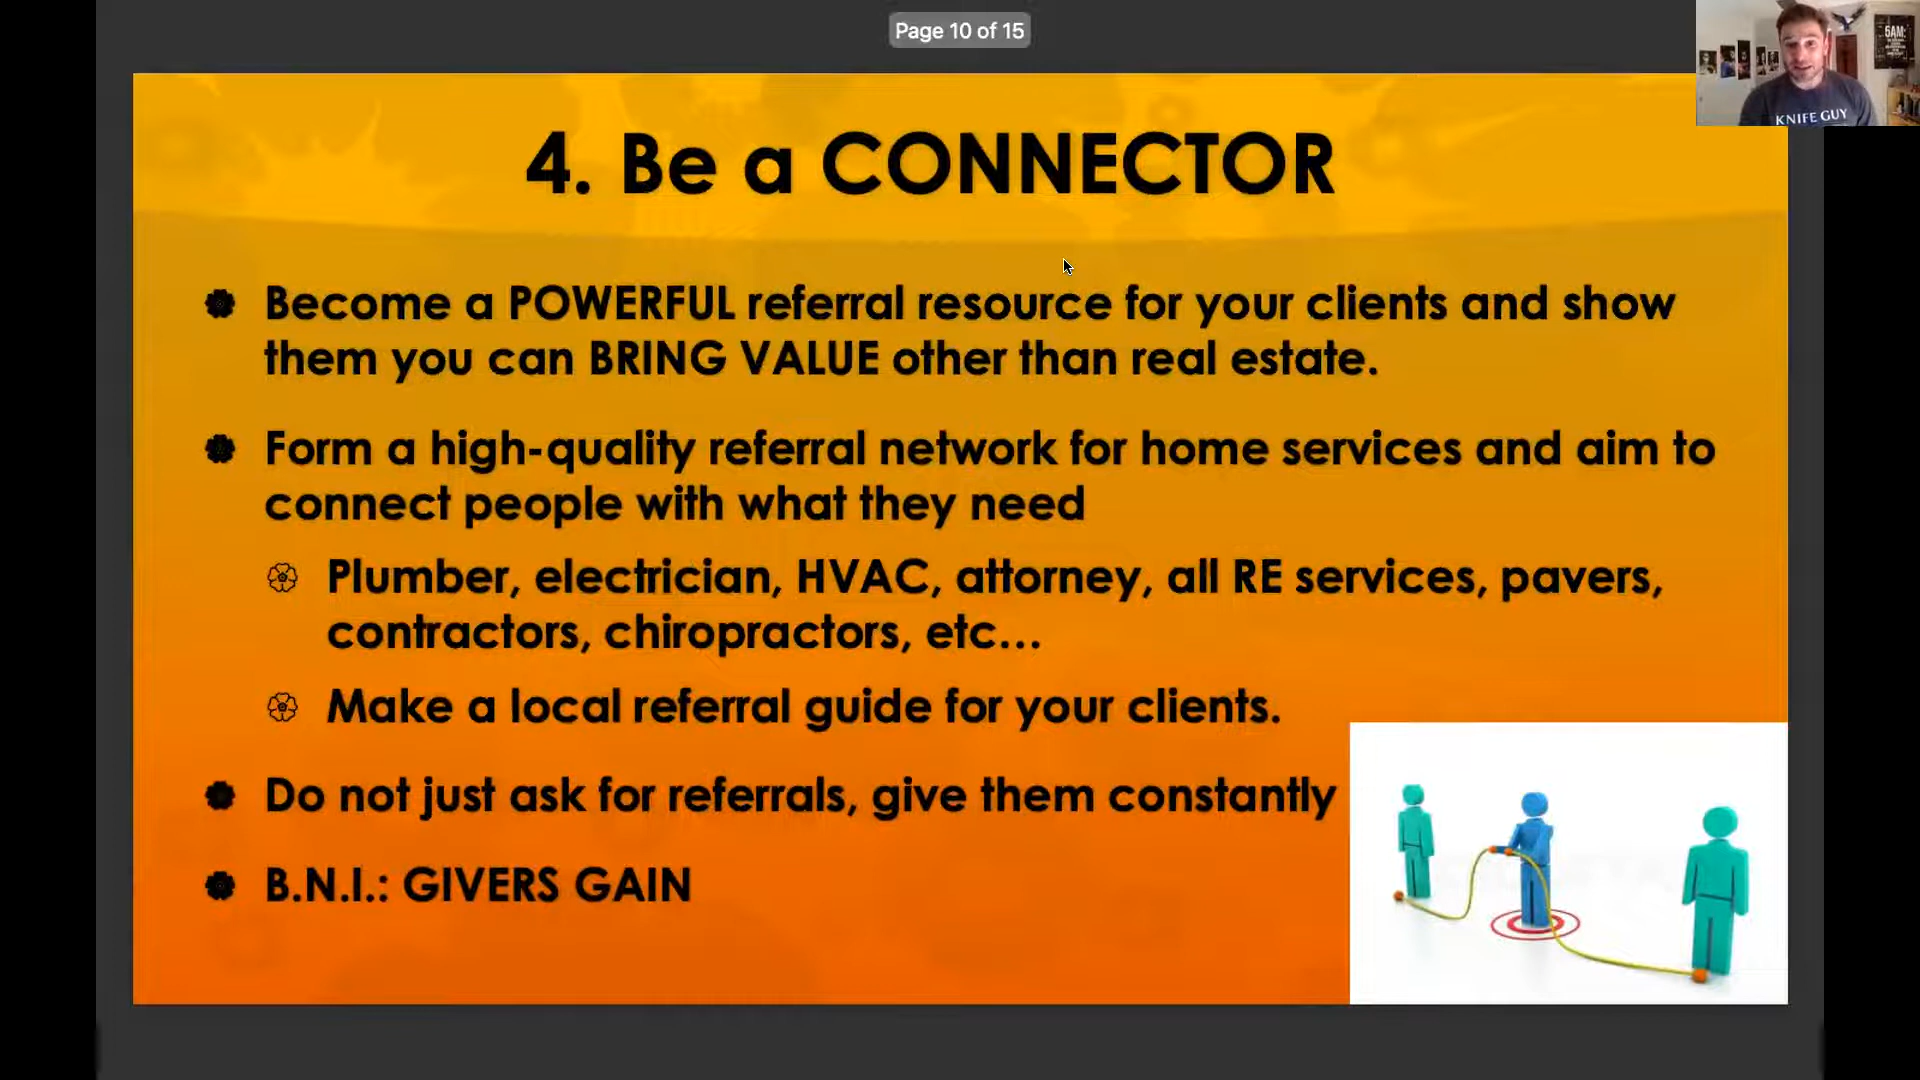 Page 10 of 15
5AM:
KNIFE GUY
4. Be a CONNECTOR
Become a POWERFUL referral resource for your clients and show
them you can BRING VALUE other than real estate.
Form a high-quality referral network for home services and aim to
connect people with what they need
Plumber, electrician, HVAC, attorney, all RE services, pavers,
contractors, chiropractors, etc...
Make a local referral guide for your clients.
Do not just ask for referrals, give them constantly
B.N.I.: GIVERS GAIN